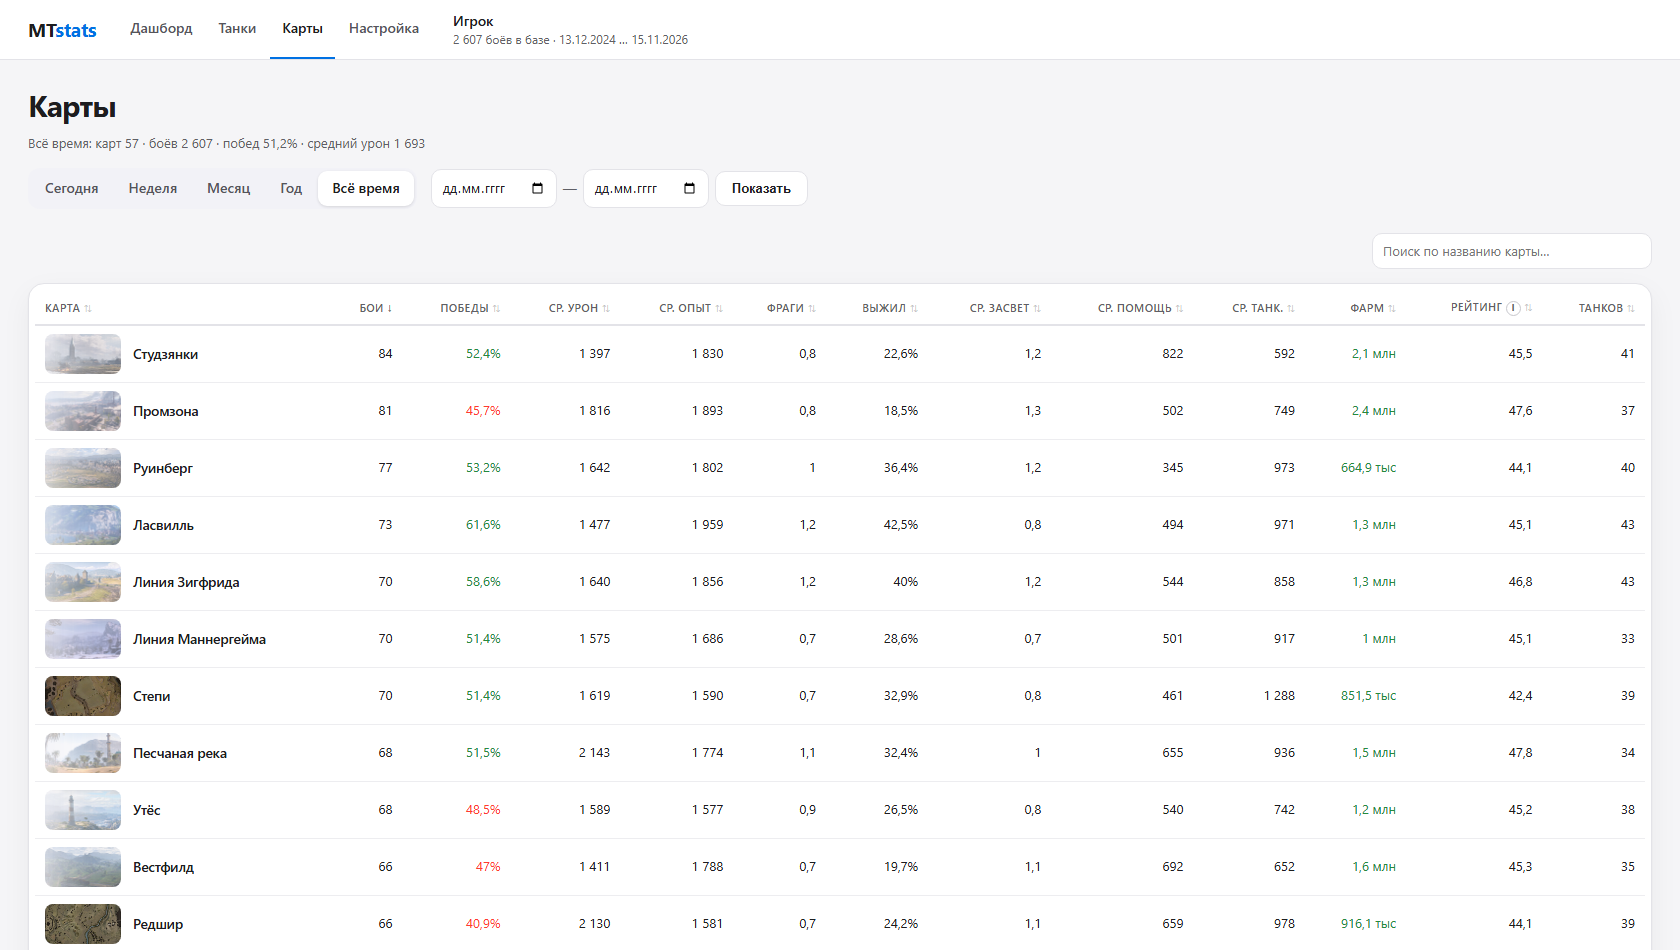 MTstats Дашборд Танки Карты Настройка
Игрок
2 607 боёв в базе · 13.12.2024 ... 15.11.2026
Карты
Всё время: карт 57 · боёв 2 607 · побед 51,2% · средний урон 1 693
Сегодня Неделя Месяц Год Всё время дд.мм.гггг — дд.мм.гггг Показать
Поиск по названию карты...
КАРТА ⇅ БОИ ↓ ПОБЕДЫ ⇅ СР. УРОН ⇅ СР. ОПЫТ ⇅ ФРАГИ ⇅ ВЫЖИЛ ⇅ СР. ЗАСВЕТ ⇅ СР. ПОМОЩЬ ⇅ СР. ТАНК. ⇅ ФАРМ ⇅ РЕЙТИНГ I ⇅ ТАНКОВ ⇅
Студзянки 84 52,4% 1 397 1 830 0,8 22,6% 1,2 822 592 2,1 млн 45,5 41
Промзона 81 45,7% 1 816 1 893 0,8 18,5% 1,3 502 749 2,4 млн 47,6 37
Руинберг 77 53,2% 1 642 1 802 1 36,4% 1,2 345 973 664,9 тыс 44,1 40
Ласвилль 73 61,6% 1 477 1 959 1,2 42,5% 0,8 494 971 1,3 млн 45,1 43
Линия Зигфрида 70 58,6% 1 640 1 856 1,2 40% 1,2 544 858 1,3 млн 46,8 43
Линия Маннергейма 70 51,4% 1 575 1 686 0,7 28,6% 0,7 501 917 1 млн 45,1 33
Степи 70 51,4% 1 619 1 590 0,7 32,9% 0,8 461 1 288 851,5 тыс 42,4 39
Песчаная река 68 51,5% 2 143 1 774 1,1 32,4% 1 655 936 1,5 млн 47,8 34
Утёс 68 48,5% 1 589 1 577 0,9 26,5% 0,8 540 742 1,2 млн 45,2 38
Вестфилд 66 47% 1 411 1 788 0,7 19,7% 1,1 692 652 1,6 млн 45,3 35
Редшир 66 40,9% 2 130 1 581 0,7 24,2% 1,1 659 978 916,1 тыс 44,1 39